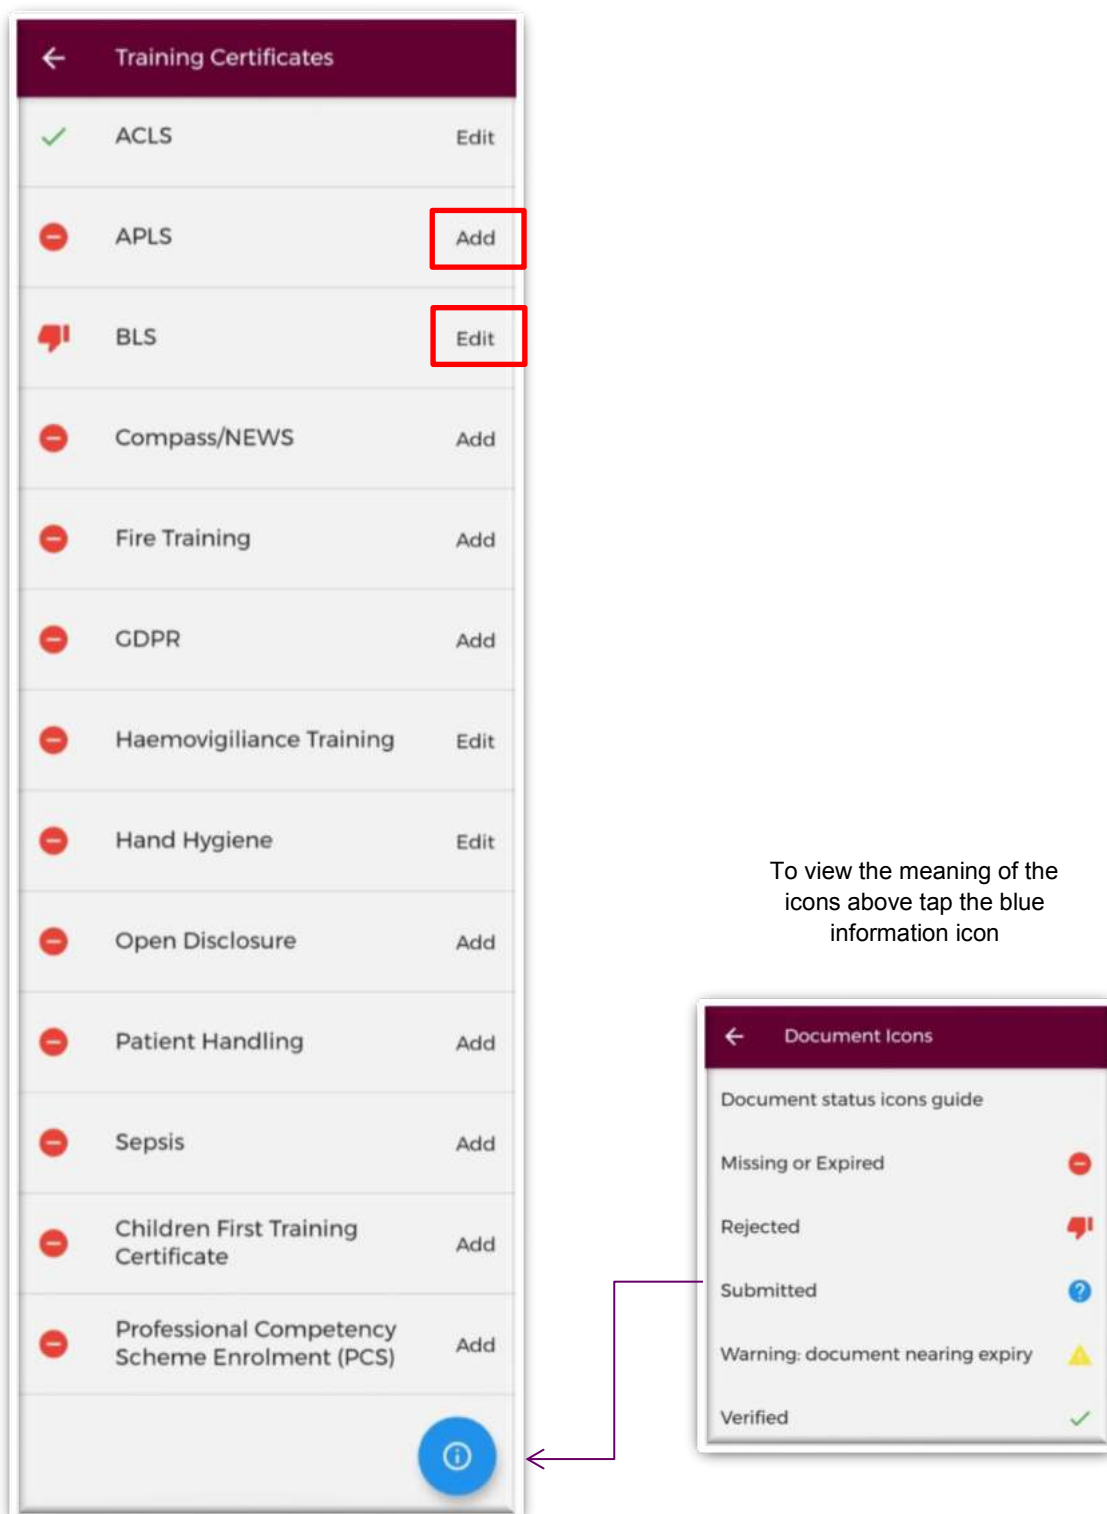 Training Certificates
ACLS Edit
APLS Add
BLS Edit
Compass/NEWS Add
Fire Training Add
GDPR Add
Haemovigiliance Training Edit
Hand Hygiene Edit
Open Disclosure Add
Patient Handling Add
Sepsis Add
Children First Training
Certificate Add
Professional Competency
Scheme Enrolment (PCS) Add
To view the meaning of the
icons above tap the blue
information icon
Document Icons
Document status icons guide
Missing or Expired
Rejected
Submitted
Warning: document nearing expiry
Verified